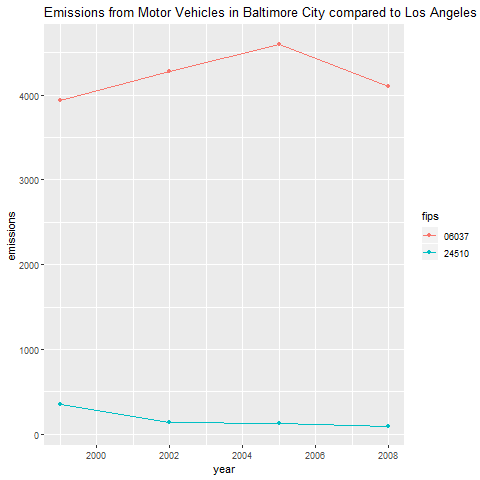 Emissions from Motor Vehicles in Baltimore City compared to Los Angeles
4000
3000
2000
1000
0
emissions
2000 2002 2004 2006 2008
year
fips
06037
24510